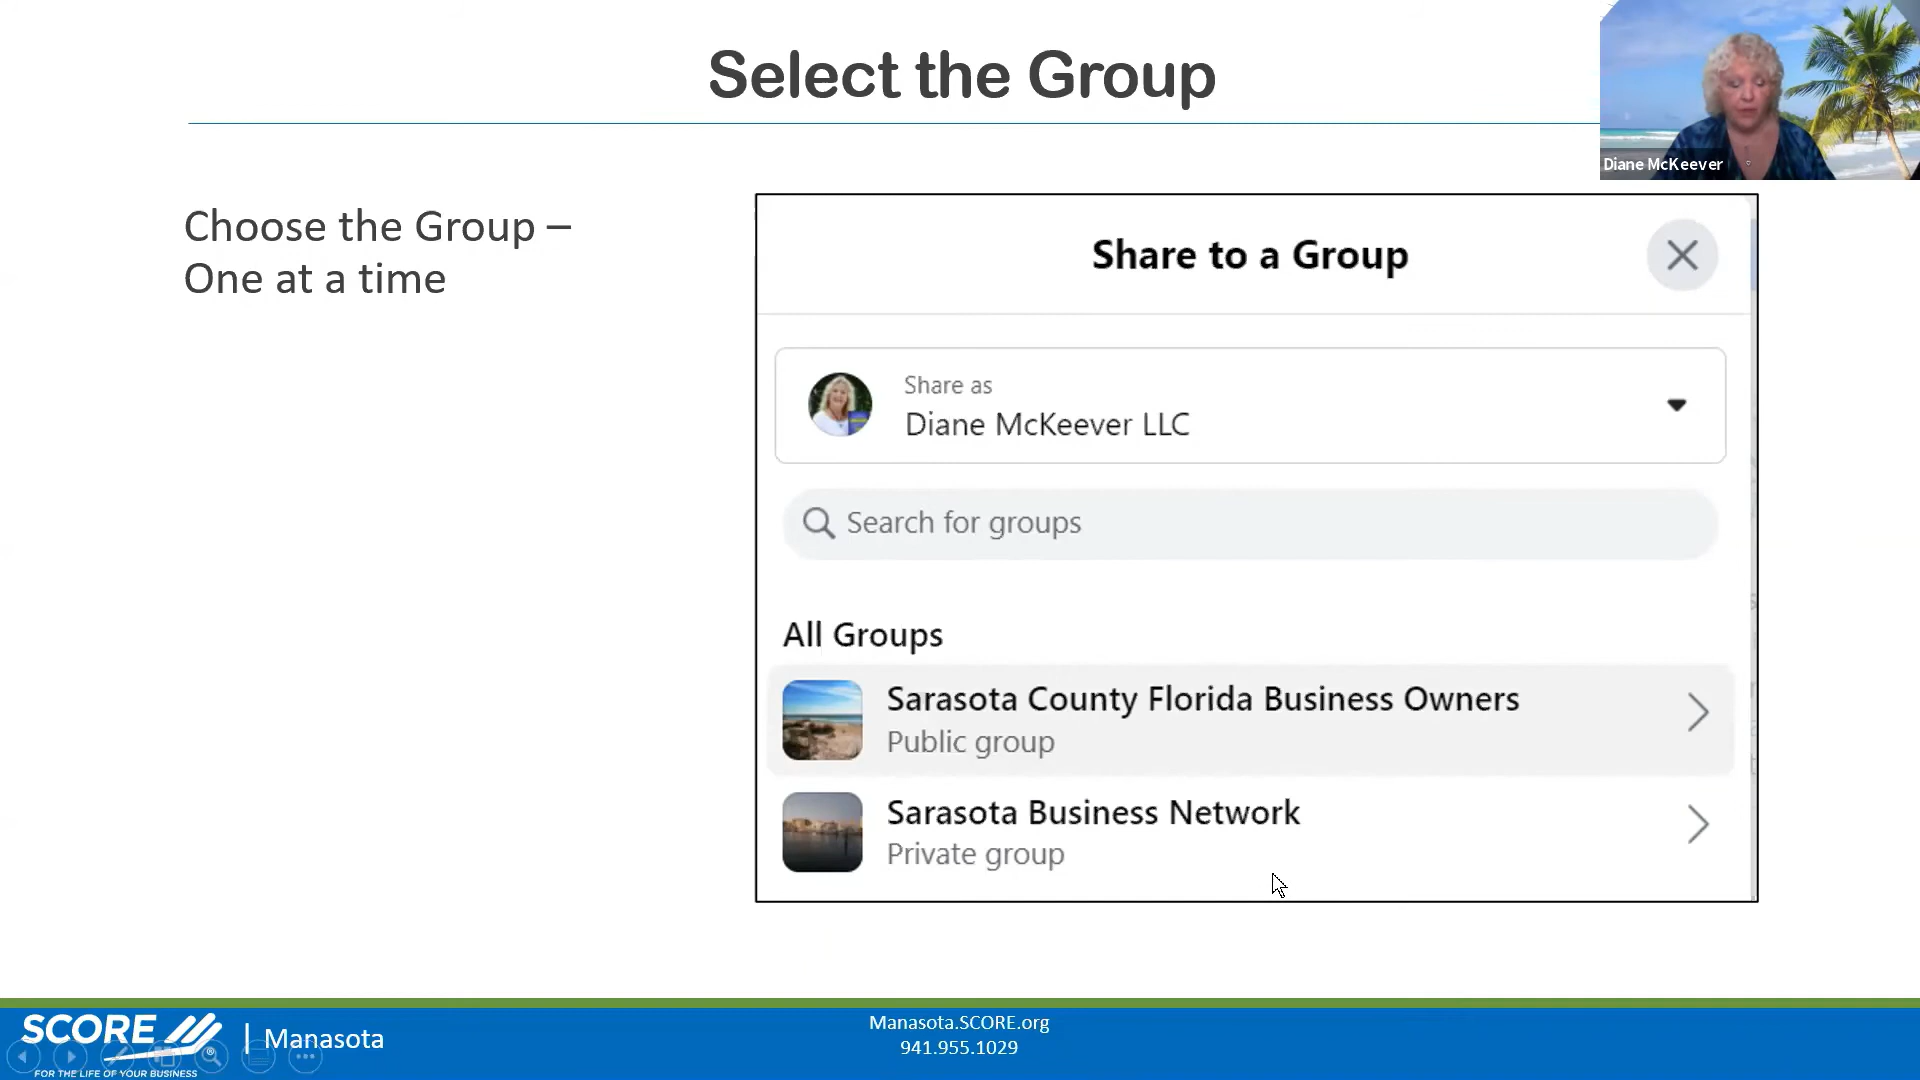 Select the Group
Diane McKeever
Choose the Group –
One at a time
Share to a Group
Share as
Diane McKeever LLC
Search for groups
All Groups
Sarasota County Florida Business Owners
Public group
Sarasota Business Network
Private group
SCORE | Manasota
FOR THE LIFE OF YOUR BUSINESS
Manasota.SCORE.org
941.955.1029